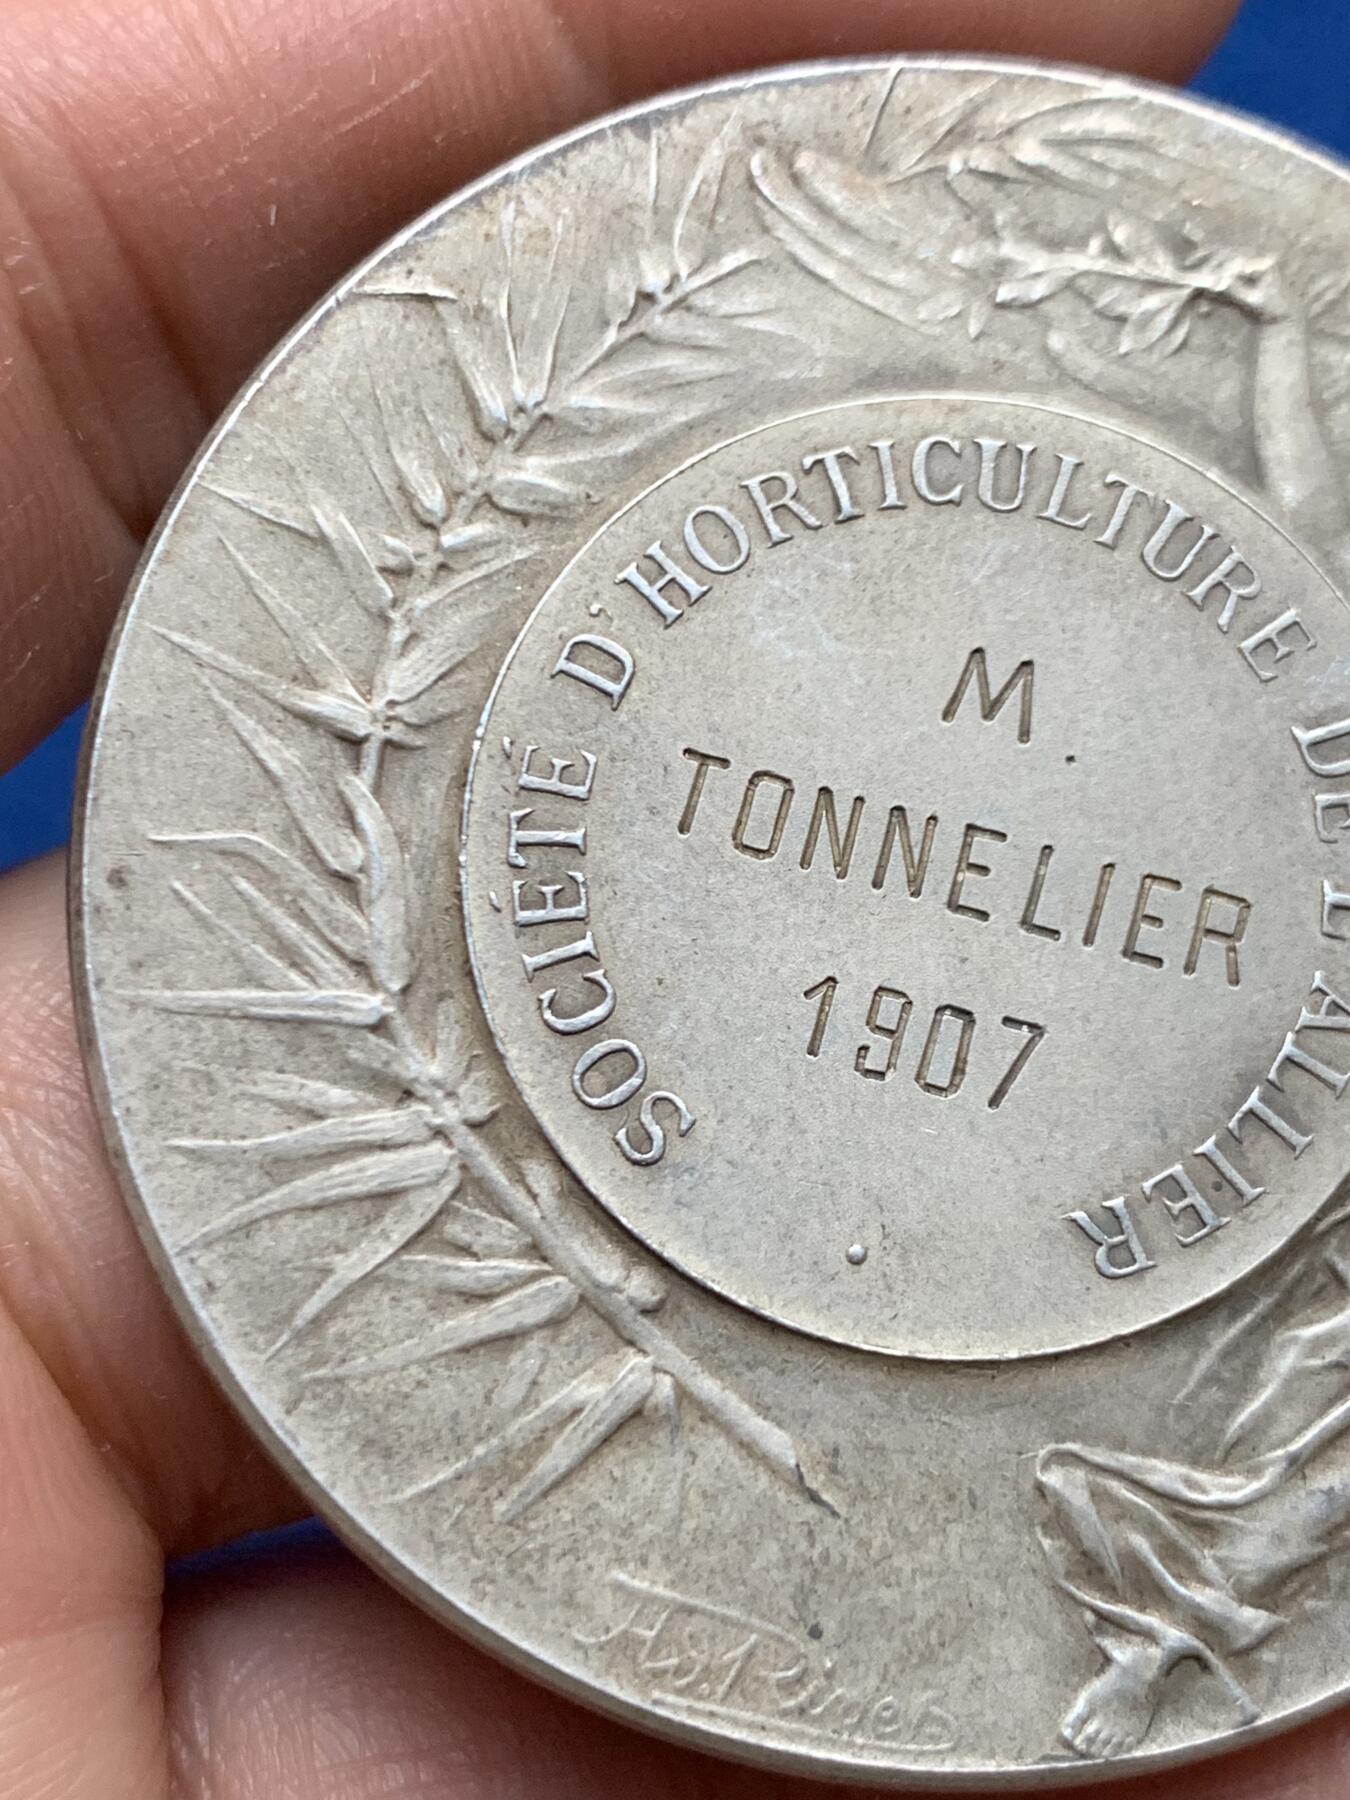 SOCIÉTÉ D'HORTICULTURE DE L'ALLIER
M.
TONNELIER
1907